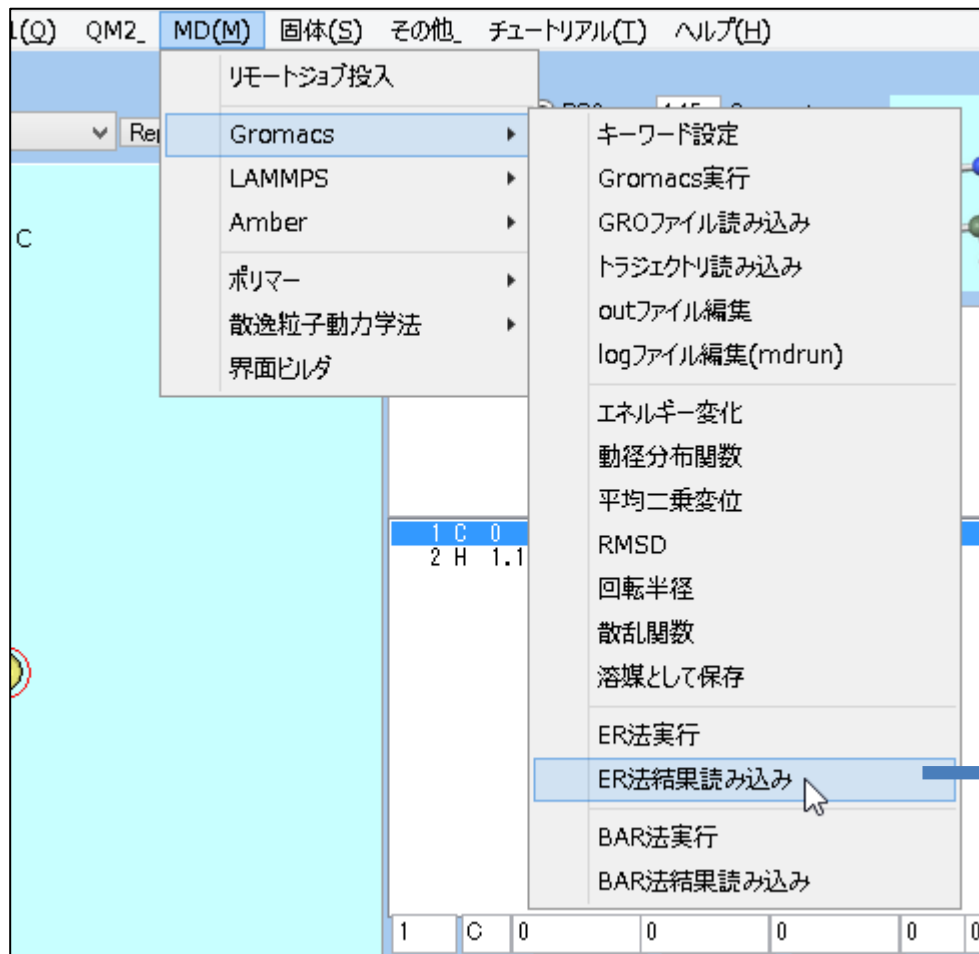 (Q) QM2_ MD(M) 固体(S) その他_ チュートリアル(T) ヘルプ(H)
リモートジョブ投入
Gromacs
LAMMPS
Amber
ポリマー
散逸粒子動力学法
界面ビルダ
キーワード設定
Gromacs実行
GROファイル読み込み
トラジェクトリ読み込み
outファイル編集
logファイル編集(mdrun)
エネルギー変化
動径分布関数
平均二乗変位
RMSD
回転半径
散乱関数
溶媒として保存
ER法実行
ER法結果読み込み
BAR法実行
BAR法結果読み込み
C
1 C 0
2 H 1.1
1 C 0 0 0 0